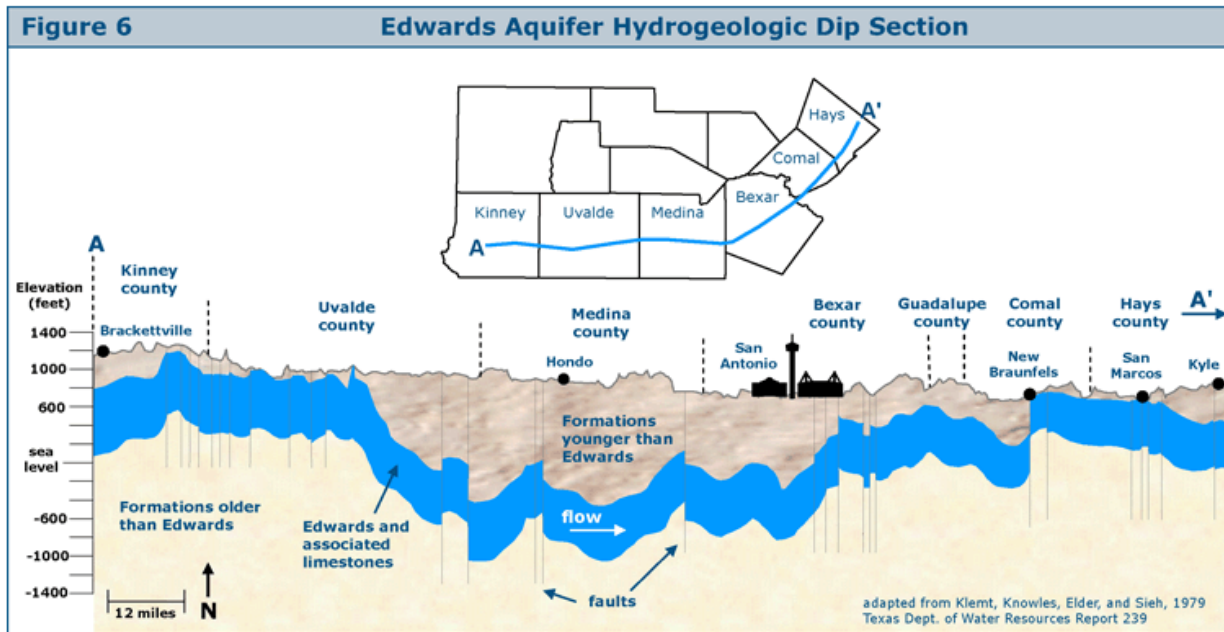 Figure 6
Edwards Aquifer Hydrogeologic Dip Section
A'
Hays
Comal
Bexar
Kinney
Uvalde
Medina
A
A
Kinney
county
Uvalde
county
Medina
county
Bexar
county
Guadalupe
county
Comal
county
Hays
county
A'
Elevation
(feet)
1400
1000
600
sea
level
-600
-1000
-1400
Brackettville
Hondo
San
Antonio
New
Braunfels
San
Marcos
Kyle
Formations
younger than
Edwards
Formations older
than Edwards
Edwards and
associated
limestones
flow
faults
12 miles
N
adapted from Klemt, Knowles, Elder, and Sieh, 1979
Texas Dept. of Water Resources Report 239